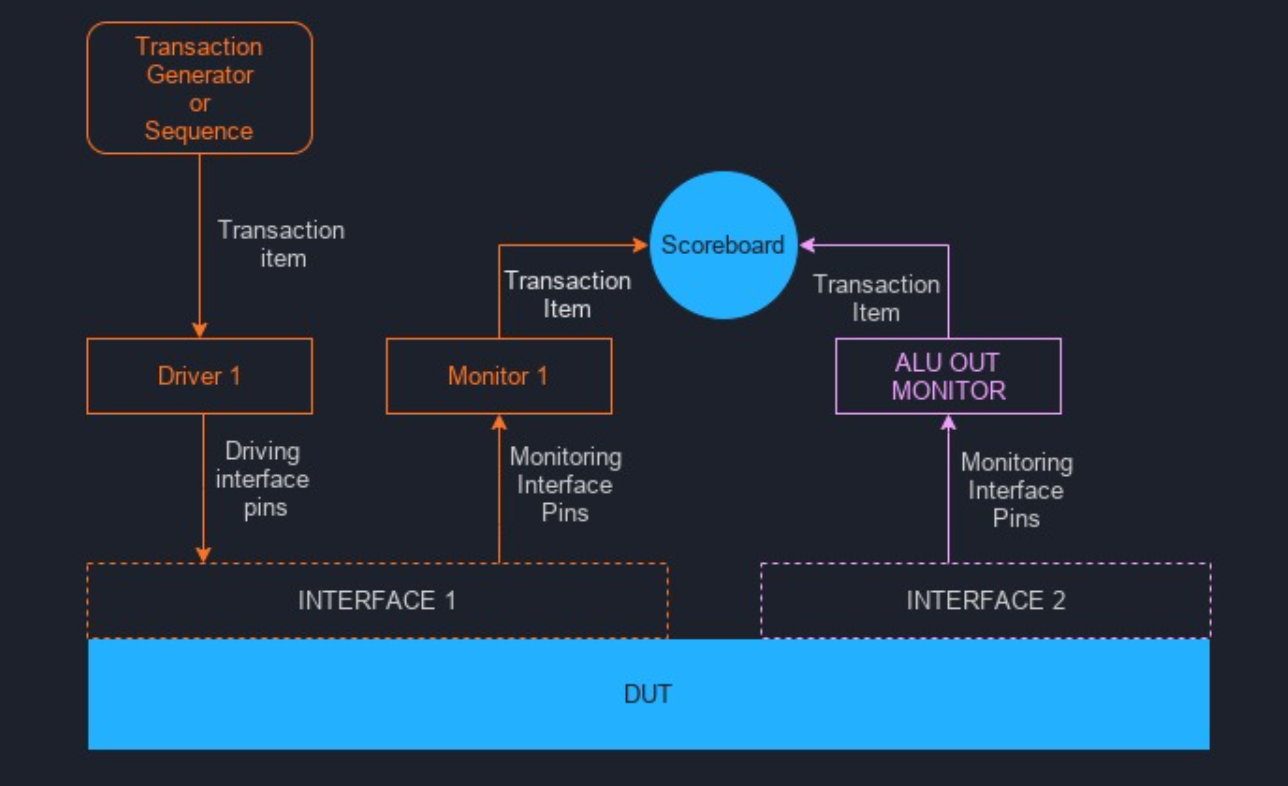 Transaction
Generator
or
Sequence
Transaction
item
Scoreboard
Transaction
Item
Transaction
Item
Driver 1
Monitor 1
ALU OUT
MONITOR
Driving
interface
pins
Monitoring
Interface
Pins
Monitoring
Interface
Pins
INTERFACE 1
INTERFACE 2
DUT